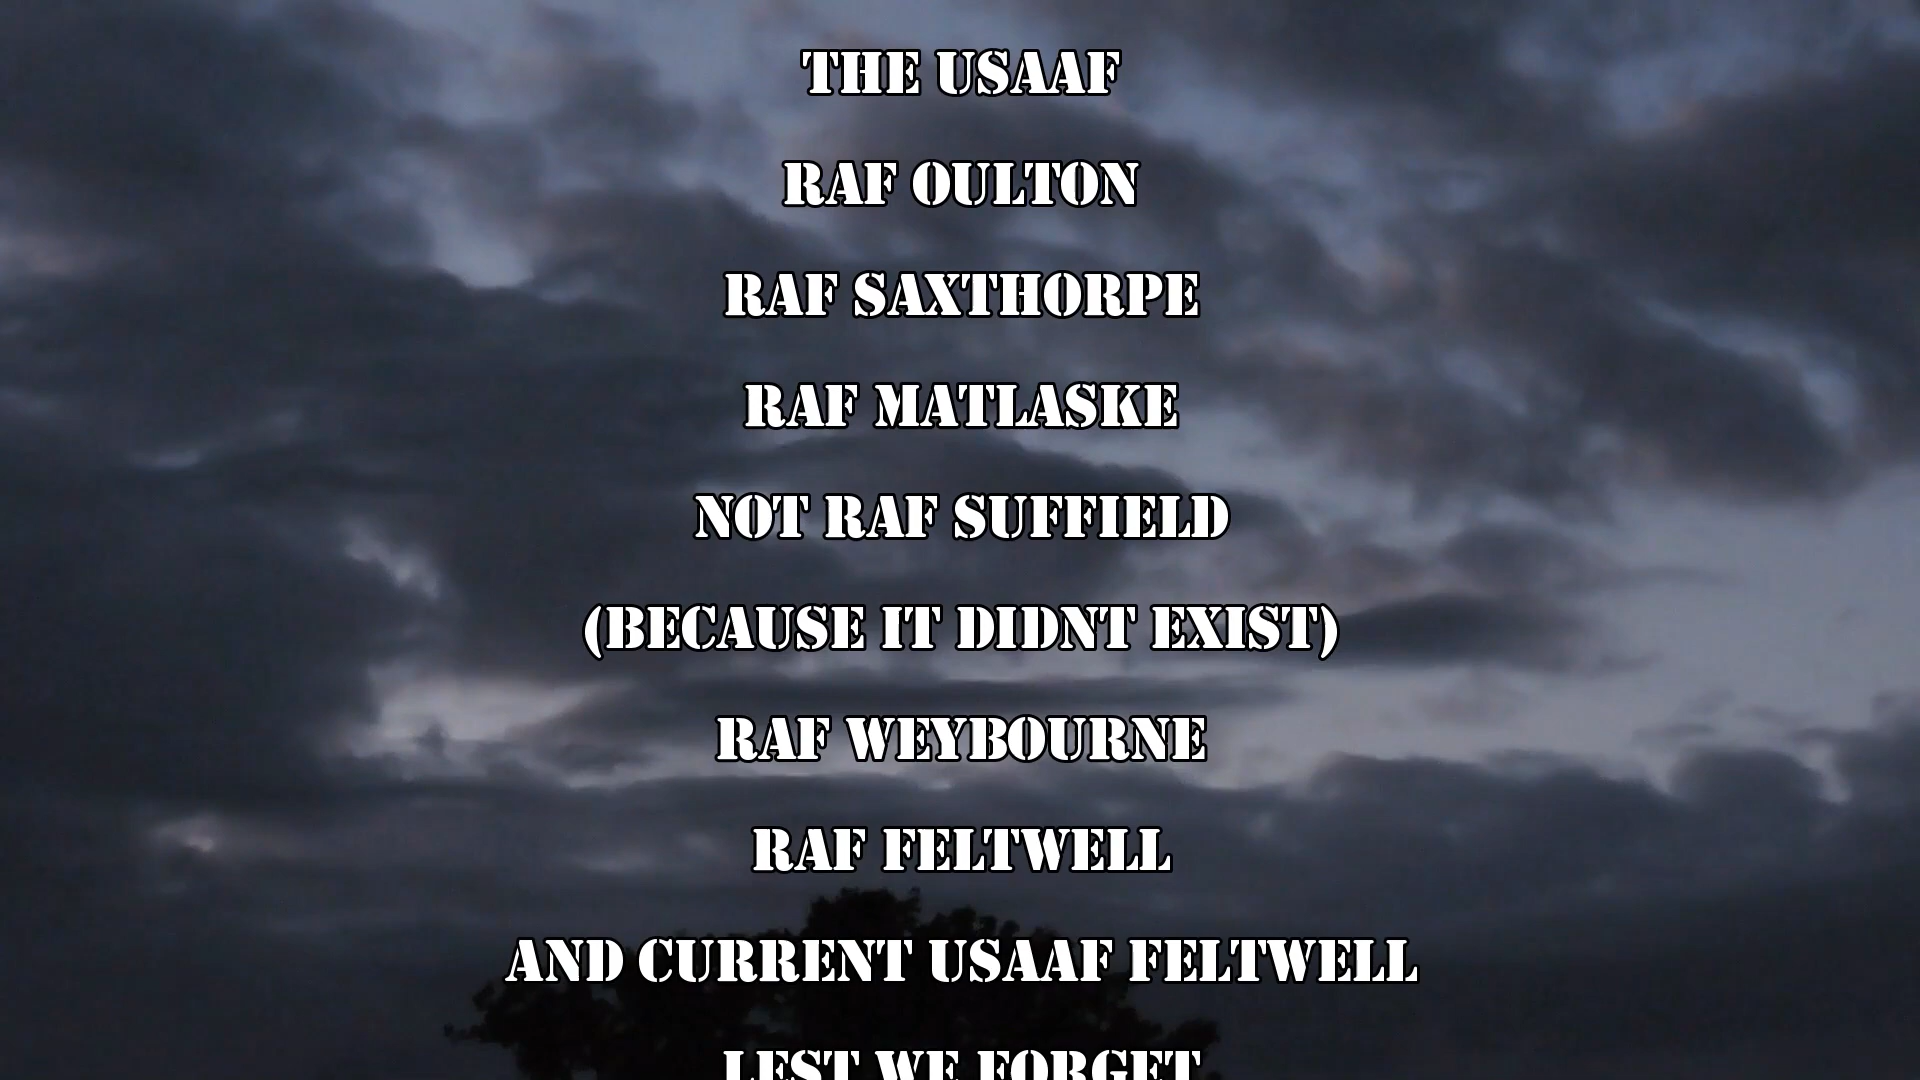 THE USAAF
RAF OULTON
RAF SAXTHORPE
RAF MATLASKE
NOT RAF SUFFIELD
(BECAUSE IT DIDNT EXIST)
RAF WEYBOURNE
RAF FELTWELL
AND CURRENT USAAF FELTWELL
LEST WE FORGET